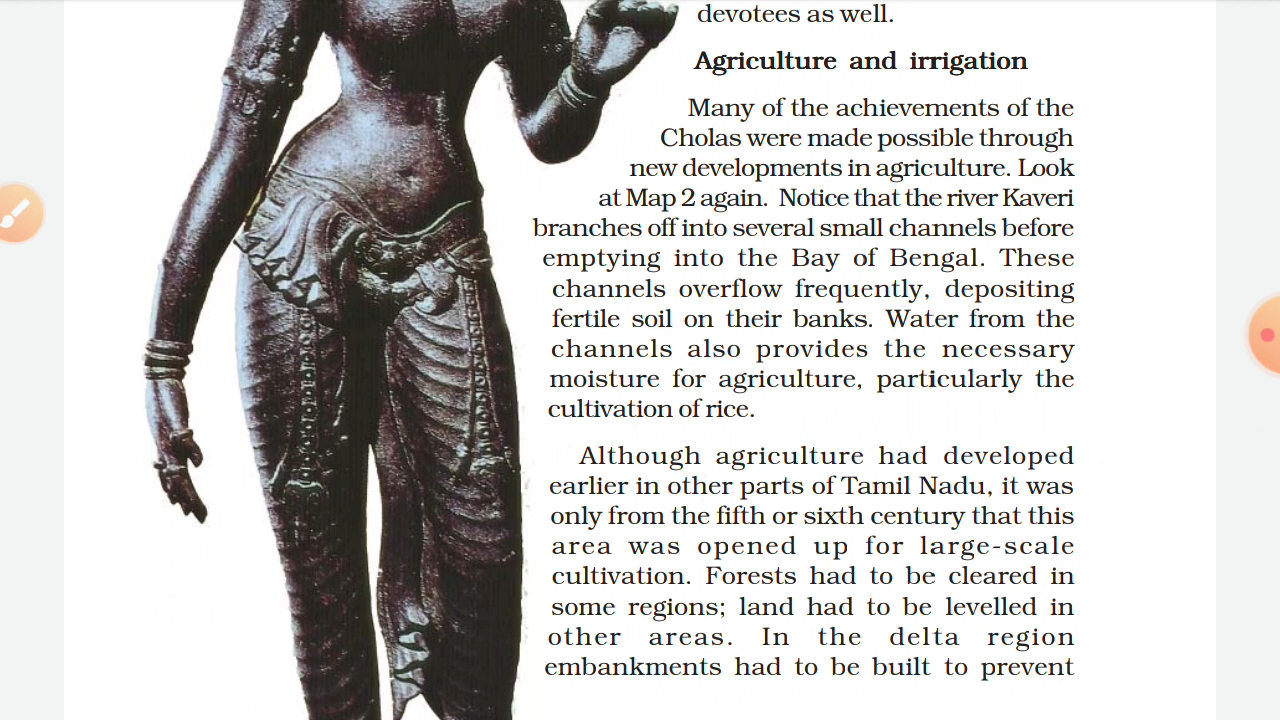 devotees as well.
Agriculture and irrigation
Many of the achievements of the
Cholas were made possible through
new developments in agriculture. Look
at Map 2 again. Notice that the river Kaveri
branches off into several small channels before
emptying into the Bay of Bengal. These
channels overflow frequently, depositing
fertile soil on their banks. Water from the
channels also provides the necessary
moisture for agriculture, particularly the
cultivation of rice.
Although agriculture had developed
earlier in other parts of Tamil Nadu, it was
only from the fifth or sixth century that this
area was opened up for large-scale
cultivation. Forests had to be cleared in
some regions; land had to be levelled in
other areas. In the delta region
embankments had to be built to prevent